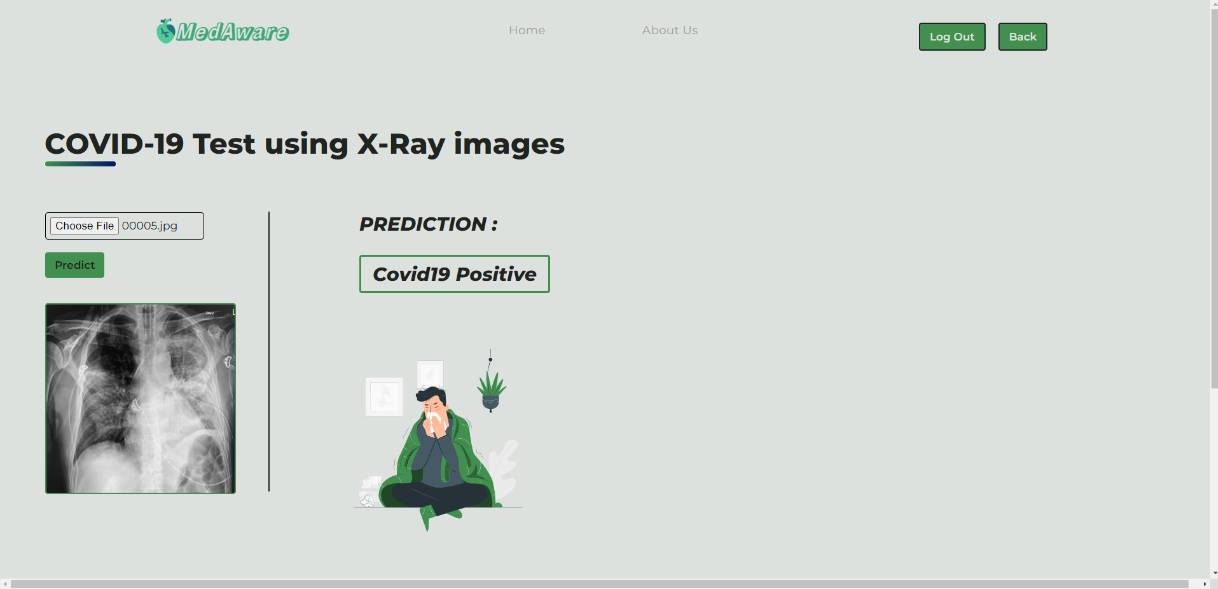 MedAware
Home
About Us
Log Out
Back
COVID-19 Test using X-Ray images
Choose File 00005.jpg
Predict
PREDICTION :
Covid19 Positive